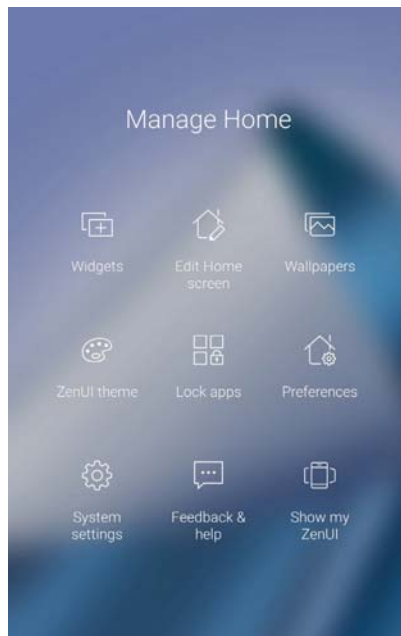 Manage Home
Widgets
Edit Home
screen
Wallpapers
ZenUI theme
Lock apps
Preferences
System
settings
Feedback &
help
Show my
ZenUI